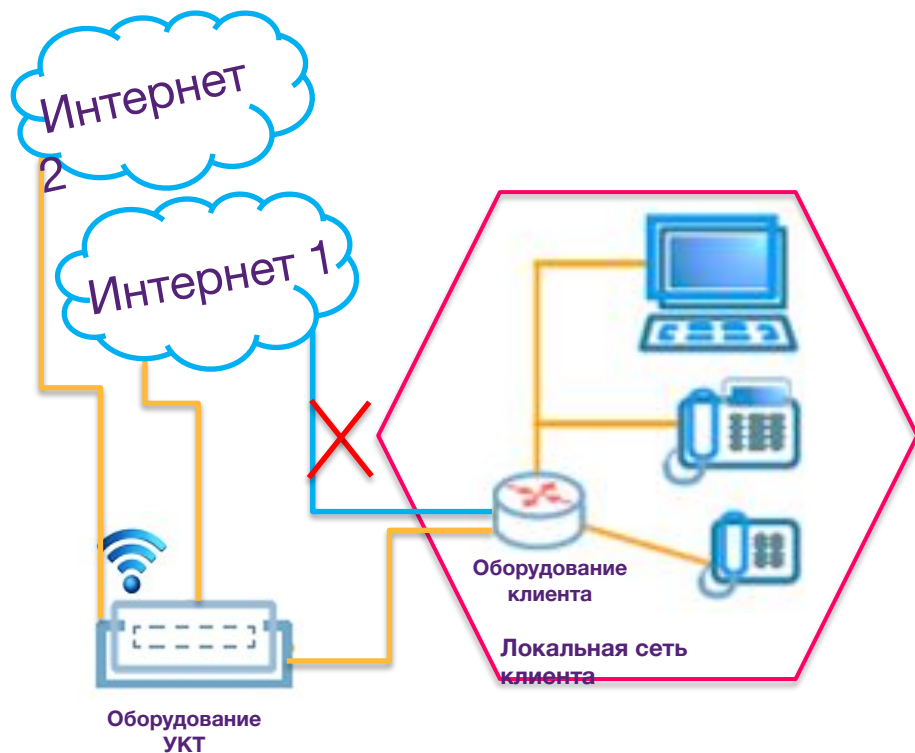 Интернет
2
Интернет 1
Оборудование
клиента
Локальная сеть
клиента
Оборудование
УКТ